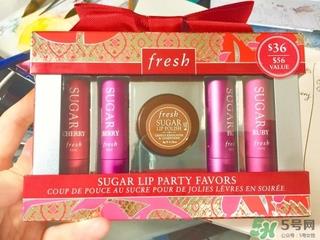 fresh
$36
$56
VALUE
SUGAR
CHERRY
SUGAR
BERRY
fresh
SUGAR
LIP POLISH
SUGAR
SUGAR
RUBY
SUGAR LIP PARTY FAVORS
COUP DE POUCE AU SUCRE POUR DE JOLIES LÈVRES EN SOIRÉE
5号网